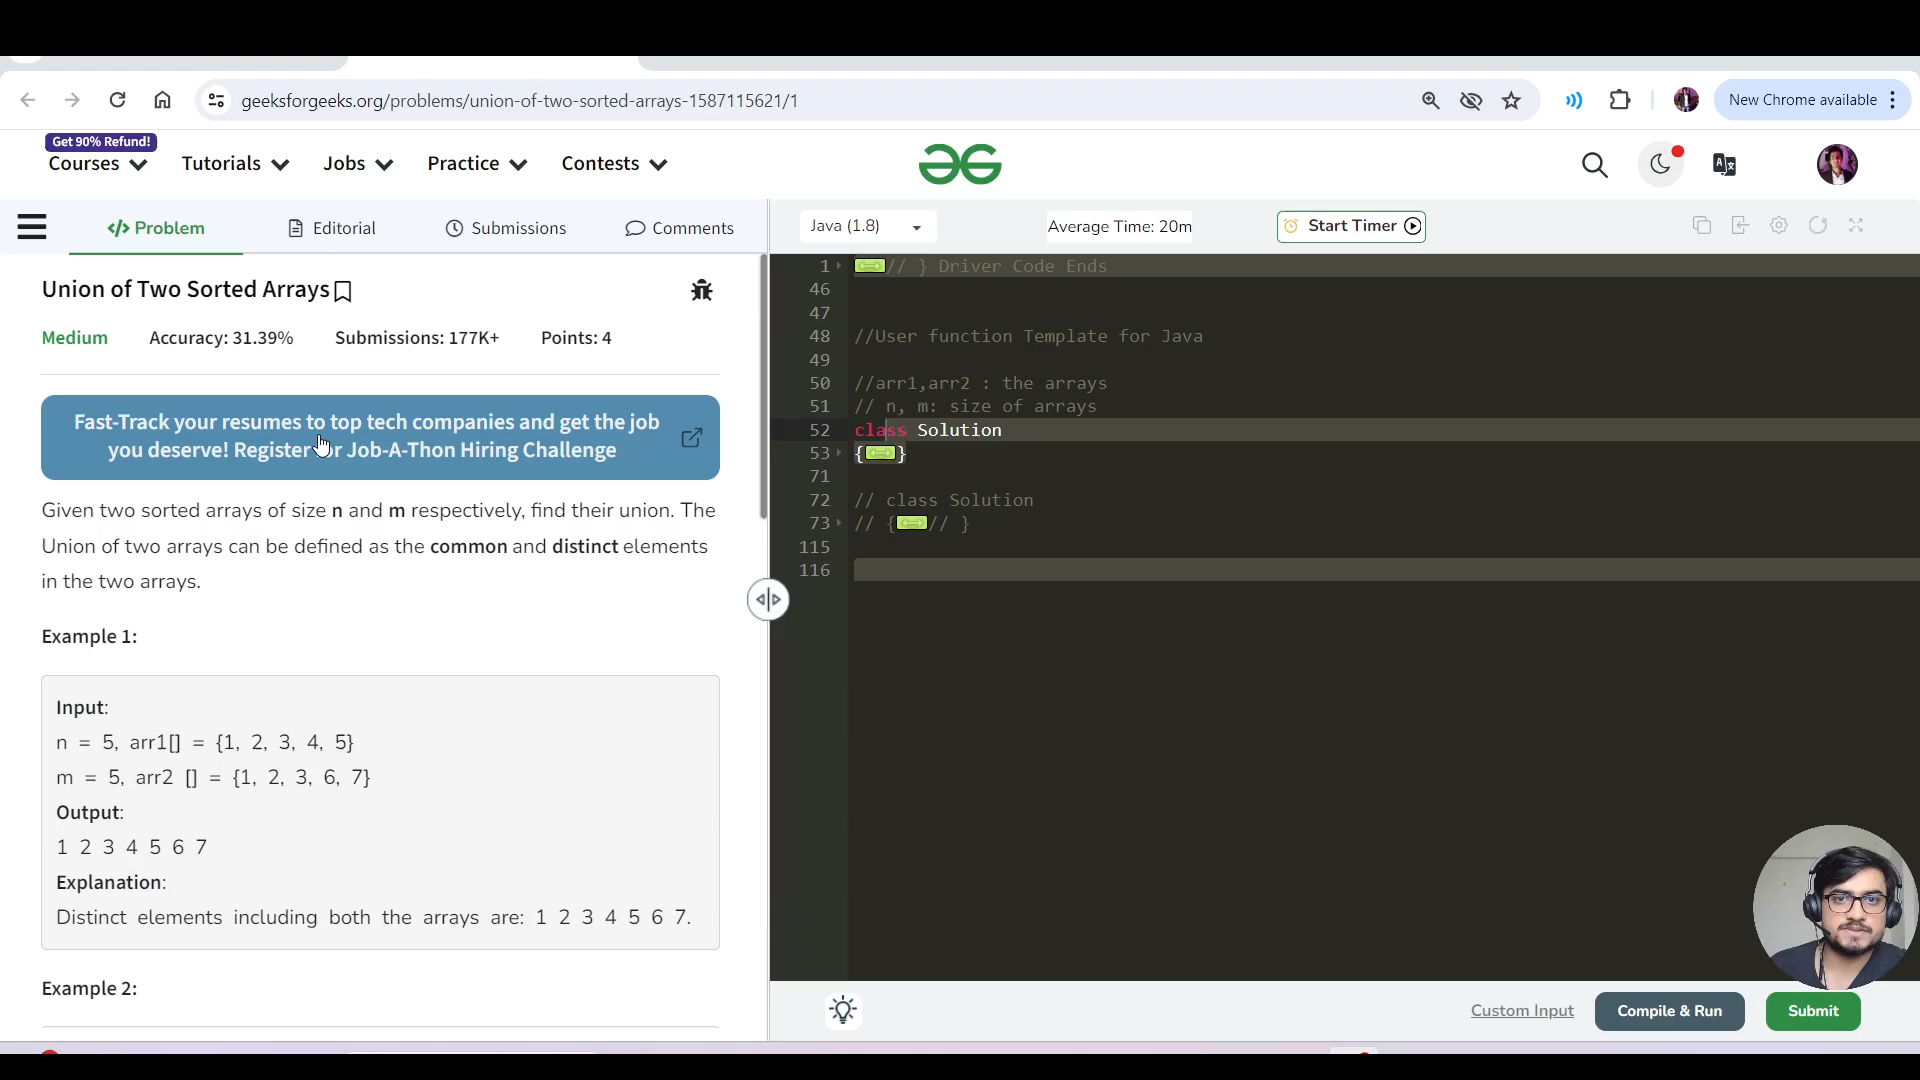 geeksforgeeks.org/problems/union-of-two-sorted-arrays-1587115621/1
New Chrome available
Get 90% Refund!
Courses
Tutorials
Jobs
Practice
Contests
Problem
Editorial
Submissions
Comments
Java (1.8)
Average Time: 20m
Start Timer
Union of Two Sorted Arrays
Medium
Accuracy: 31.39%
Submissions: 177K+
Points: 4
Fast-Track your resumes to top tech companies and get the job
you deserve! Register for Job-A-Thon Hiring Challenge
Given two sorted arrays of size n and m respectively, find their union. The
Union of two arrays can be defined as the common and distinct elements
in the two arrays.
Example 1:
Input:
n = 5, arr1[] = {1, 2, 3, 4, 5}
m = 5, arr2 [] = {1, 2, 3, 6, 7}
Output:
1 2 3 4 5 6 7
Explanation:
Distinct elements including both the arrays are: 1 2 3 4 5 6 7.
Example 2:
1 // } Driver Code Ends
46
47
48 //User function Template for Java
49
50 //arr1,arr2 : the arrays
51 // n, m: size of arrays
52 class Solution
53 {}
71
72 // class Solution
73 // {// }
115
116
Custom Input
Compile & Run
Submit